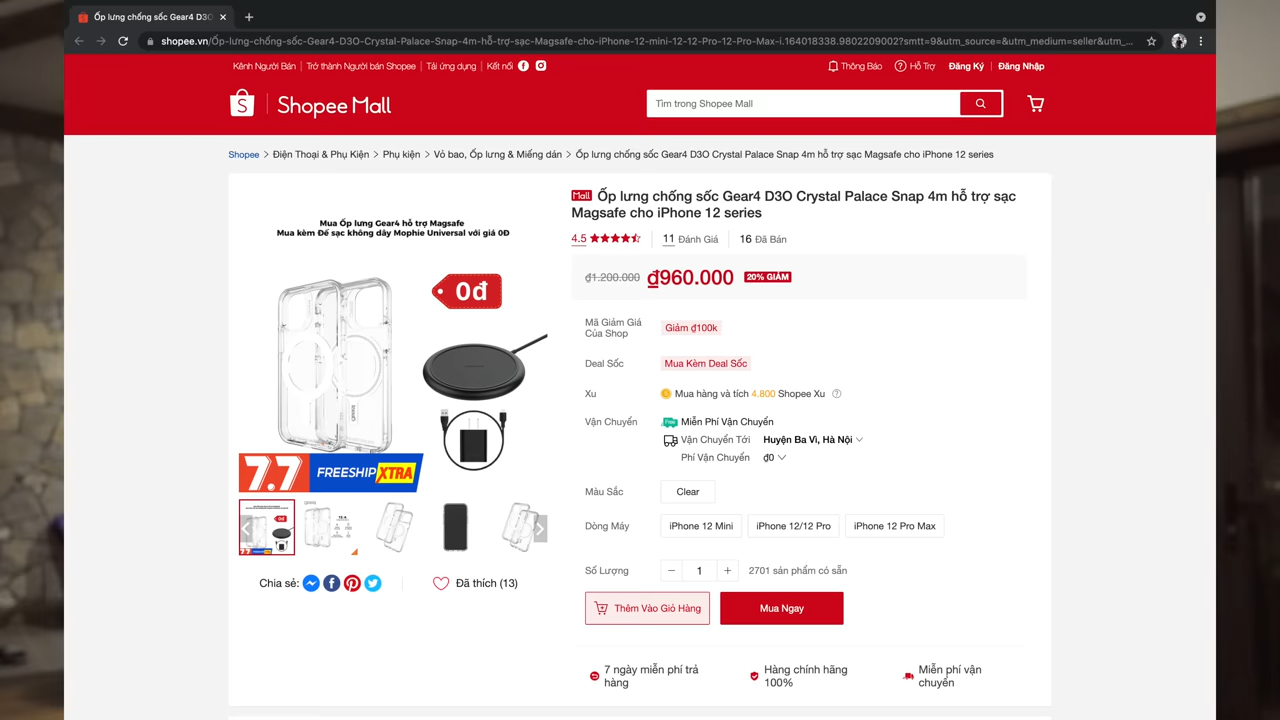 Ốp lưng chống sốc Gear4 D3O
shopee.vn/Ốp-lưng-chống-sốc-Gear4-D3O-Crystal-Palace-Snap-4m-hỗ-trợ-sạc-Magsafe-cho-iPhone-12-mini-12-12-Pro-12-Pro-Max-i.164018338.9802209002?smtt=9&utm_source=&utm_medium=seller&utm_...
Kênh Người Bán Trở thành Người bán Shopee Tải ứng dụng Kết nối Thông Báo Hỗ Trợ Đăng Ký Đăng Nhập
Shopee Mall
Tìm trong Shopee Mall
Shopee > Điện Thoại & Phụ Kiện > Phụ kiện > Vỏ bao, Ốp lưng & Miếng dán > Ốp lưng chống sốc Gear4 D3O Crystal Palace Snap 4m hỗ trợ sạc Magsafe cho iPhone 12 series
Mua Ốp lưng Gear4 hỗ trợ Magsafe
Mua kèm Đế sạc không dây Mophie Universal với giá 0Đ
0đ
7.7 FREESHIP XTRA
Chia sẻ: Đã thích (13)
Mall Ốp lưng chống sốc Gear4 D3O Crystal Palace Snap 4m hỗ trợ sạc
Magsafe cho iPhone 12 series
4.5 11 Đánh Giá 16 Đã Bán
₫1.200.000 ₫960.000 20% GIẢM
Mã Giảm Giá
Của Shop
Giảm ₫100k
Deal Sốc Mua Kèm Deal Sốc
Xu Mua hàng và tích 4.800 Shopee Xu
Vận Chuyển Miễn Phí Vận Chuyển
Vận Chuyển Tới Huyện Ba Vì, Hà Nội
Phí Vận Chuyển ₫0
Màu Sắc Clear
Dòng Máy iPhone 12 Mini iPhone 12/12 Pro iPhone 12 Pro Max
Số Lượng − 1 + 2701 sản phẩm có sẵn
Thêm Vào Giỏ Hàng Mua Ngay
7 ngày miễn phí trả
hàng
Hàng chính hãng
100%
Miễn phí vận
chuyển